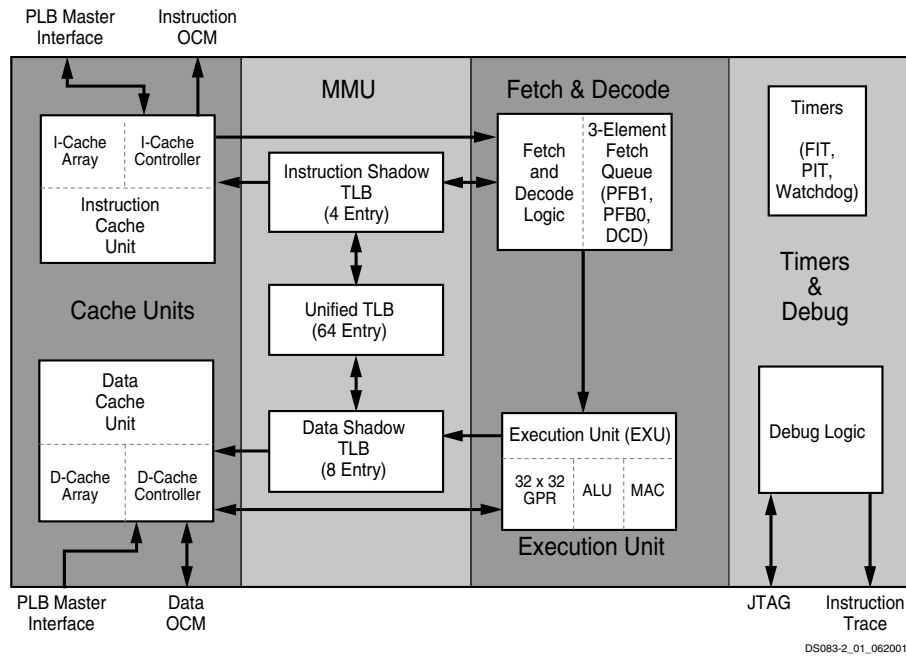 PLB Master
Interface
Instruction
OCM
MMU
Fetch & Decode
I-Cache
Array
I-Cache
Controller
Instruction
Cache
Unit
Instruction Shadow
TLB
(4 Entry)
Fetch
and
Decode
Logic
3-Element
Fetch
Queue
(PFB1,
PFB0,
DCD)
Timers
(FIT,
PIT,
Watchdog)
Cache Units
Unified TLB
(64 Entry)
Timers
&
Debug
Data
Cache
Unit
D-Cache
Array
D-Cache
Controller
Data Shadow
TLB
(8 Entry)
Execution Unit (EXU)
32 x 32
GPR
ALU
MAC
Execution Unit
Debug Logic
PLB Master
Interface
Data
OCM
JTAG
Instruction
Trace
DS083-2_01_062001